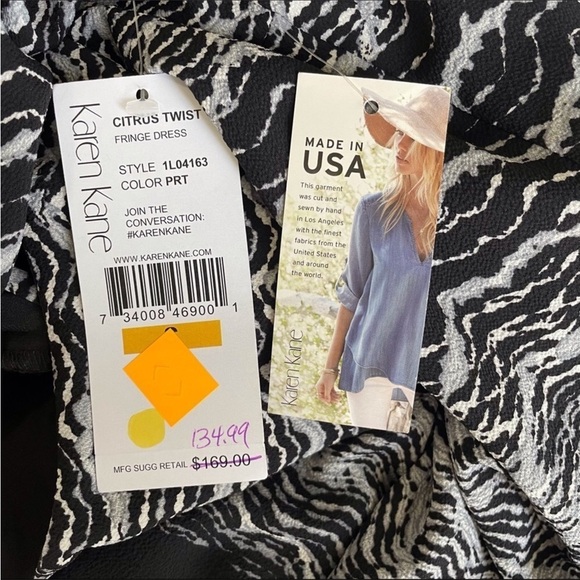 Karen Kane
CITRUS TWIST
FRINGE DRESS
STYLE 1L04163
COLOR PRT
JOIN THE
CONVERSATION:
#KARENKANE
WWW.KARENKANE.COM
7 34008 46900 1
134.99
MFG SUGG RETAIL $169.00
MADE IN
USA
This garment
was cut and
sewn by hand
in Los Angeles
with the finest
fabrics from the
United States
and around
the world.
Karen Kane